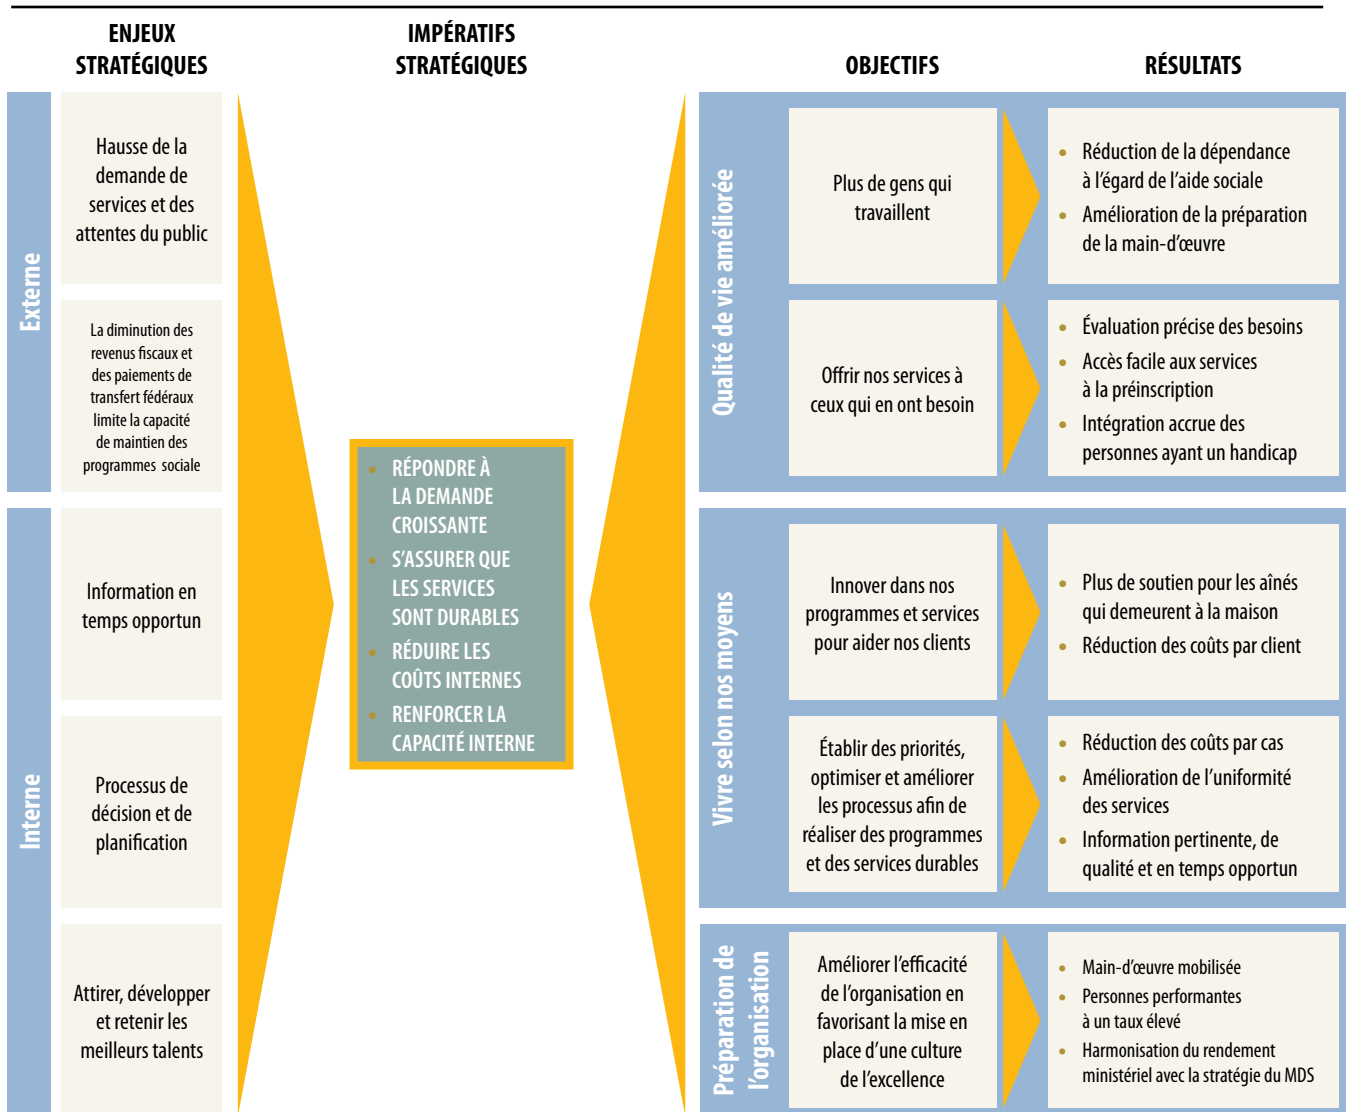 ENJEUX
STRATÉGIQUES
IMPÉRATIFS
STRATÉGIQUES
OBJECTIFS
RÉSULTATS
Externe
Hausse de la
demande de
services et des
attentes du public
La diminution des
revenus fiscaux et
des paiements de
transfert fédéraux
limite la capacité
de maintien des
programmes sociale
Interne
Information en
temps opportun
Processus de
décision et de
planification
Attirer, développer
et retenir les
meilleurs talents
• RÉPONDRE À
LA DEMANDE
CROISSANTE
• S'ASSURER QUE
LES SERVICES
SONT DURABLES
• RÉDUIRE LES
COÛTS INTERNES
• RENFORCER LA
CAPACITÉ INTERNE
Qualité de vie améliorée
Plus de gens qui
travaillent
• Réduction de la dépendance
à l'égard de l'aide sociale
• Amélioration de la préparation
de la main-d'œuvre
Offrir nos services à
ceux qui en ont besoin
• Évaluation précise des besoins
• Accès facile aux services
à la préinscription
• Intégration accrue des
personnes ayant un handicap
Vivre selon nos moyens
Innover dans nos
programmes et services
pour aider nos clients
• Plus de soutien pour les aînés
qui demeurent à la maison
• Réduction des coûts par client
Établir des priorités,
optimiser et améliorer
les processus afin de
réaliser des programmes
et des services durables
• Réduction des coûts par cas
• Amélioration de l'uniformité
des services
• Information pertinente, de
qualité et en temps opportun
Préparation de
l'organisation
Améliorer l'efficacité
de l'organisation en
favorisant la mise en
place d'une culture
de l'excellence
• Main-d'œuvre mobilisée
• Personnes performantes
à un taux élevé
• Harmonisation du rendement
ministériel avec la stratégie du MDS